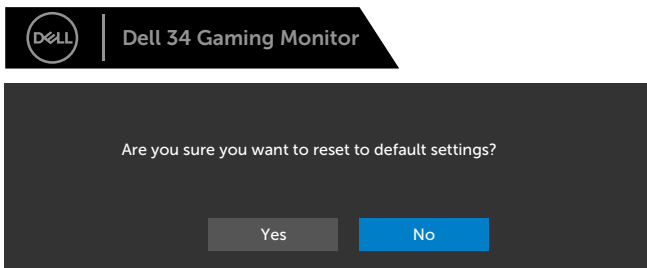 DELL
Dell 34 Gaming Monitor
Are you sure you want to reset to default settings?
Yes
No